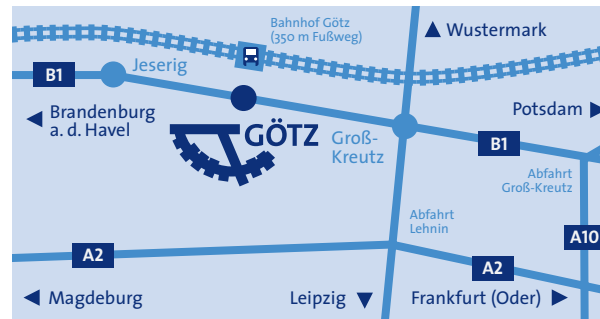 Bahnhof Götz
(350 m Fußweg)
Wustermark
Jeserig
B1
Brandenburg
a. d. Havel
Potsdam
GÖTZ
Groß-
Kreutz
B1
Abfahrt
Groß-Kreutz
Abfahrt
Lehnin
A10
A2
A2
Magdeburg
Leipzig
Frankfurt (Oder)